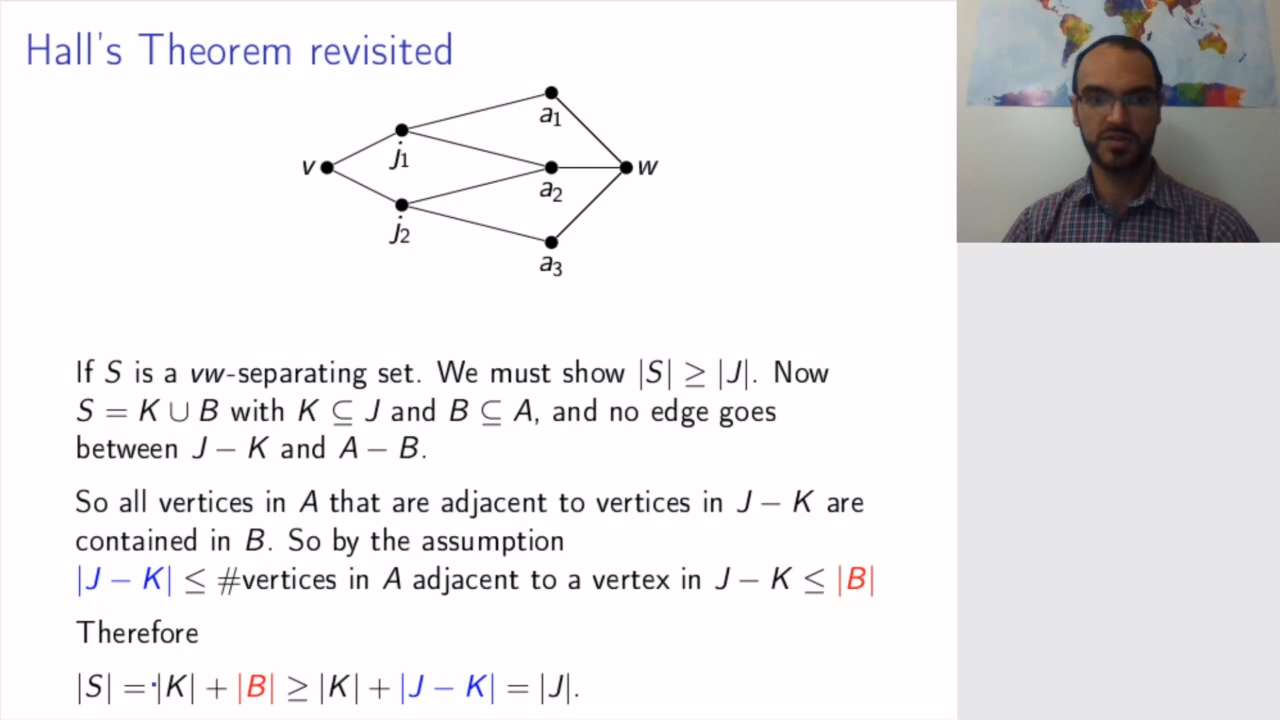 Hall's Theorem revisited
a₁
j₁
v
w
a₂
j₂
a₃
If S is a vw-separating set. We must show |S| ≥ |J|. Now
S = K ∪ B with K ⊆ J and B ⊆ A, and no edge goes
between J − K and A − B.
So all vertices in A that are adjacent to vertices in J − K are
contained in B. So by the assumption
|J − K| ≤ #vertices in A adjacent to a vertex in J − K ≤ |B|
Therefore
|S| = |K| + |B| ≥ |K| + |J − K| = |J|.